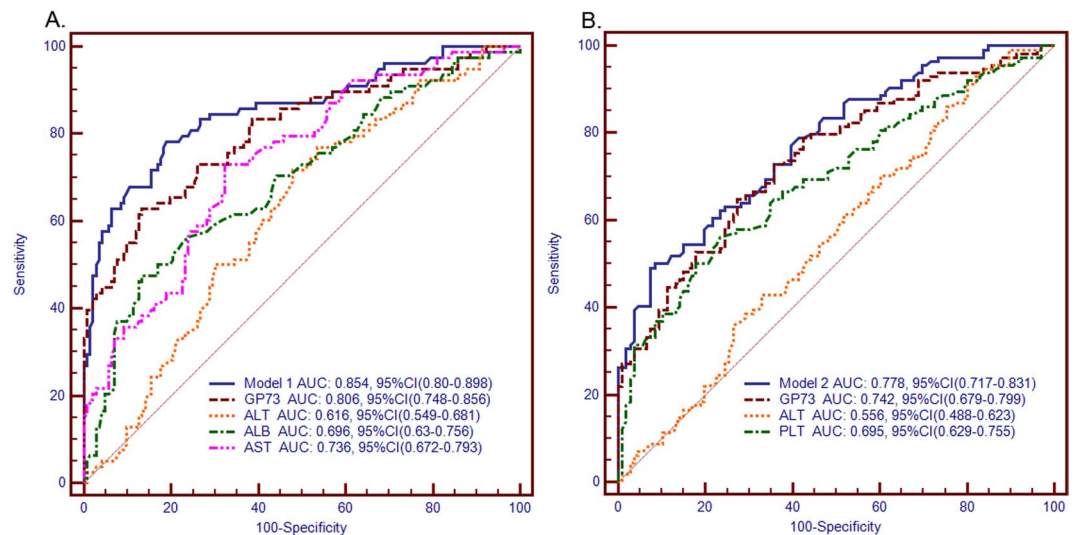 A.
100
80
60
40
20
0
Sensitivity
Model 1 AUC: 0.854, 95%CI(0.80-0.898)
GP73 AUC: 0.806, 95%CI(0.748-0.856)
ALT AUC: 0.616, 95%CI(0.549-0.681)
ALB AUC: 0.696, 95%CI(0.63-0.756)
AST AUC: 0.736, 95%CI(0.672-0.793)
0 20 40 60 80 100
100-Specificity
B.
100
80
60
40
20
0
Sensitivity
Model 2 AUC: 0.778, 95%CI(0.717-0.831)
GP73 AUC: 0.742, 95%CI(0.679-0.799)
ALT AUC: 0.556, 95%CI(0.488-0.623)
PLT AUC: 0.695, 95%CI(0.629-0.755)
0 20 40 60 80 100
100-Specificity